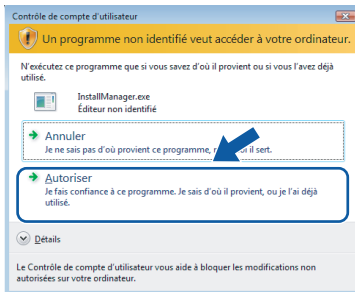 Contrôle de compte d'utilisateur
Un programme non identifié veut accéder à votre ordinateur.
N'exécutez ce programme que si vous savez d'où il provient ou si vous l'avez déjà
utilisé.
InstallManager.exe
Éditeur non identifié
Annuler
Je ne sais pas d'où provient ce programme, il sert.
Autoriser
Je fais confiance à ce programme. Je sais d'où il provient, ou je l'ai déjà
utilisé.
Détails
Le Contrôle de compte d'utilisateur vous aide à bloquer les modifications non
autorisées sur votre ordinateur.